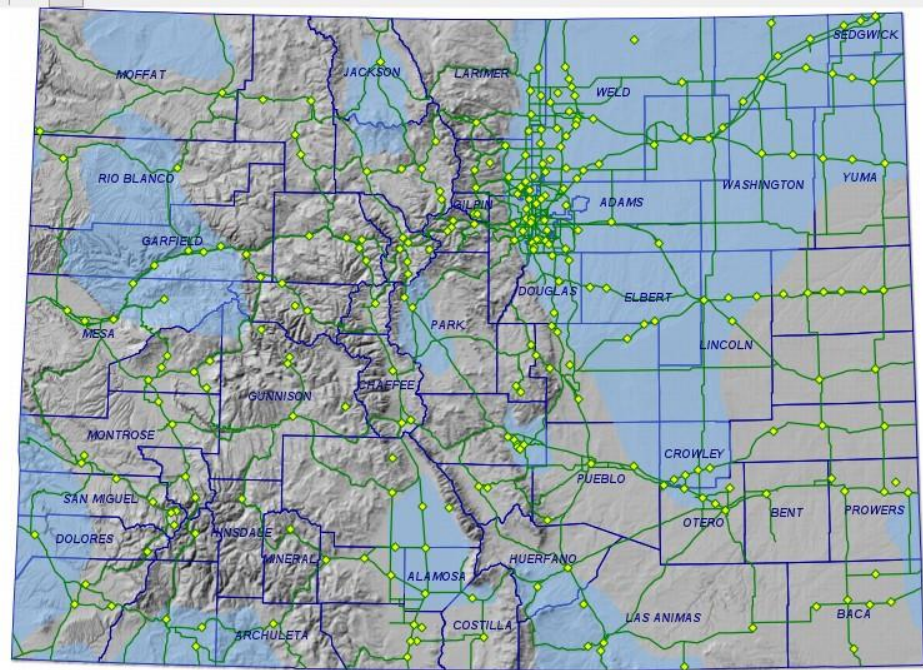 SEDGWICK
MOFFAT
JACKSON
LARIMER
WELD
RIO BLANCO
WASHINGTON
YUMA
GILPIN
ADAMS
GARFIELD
DOUGLAS
ELBERT
PARK
MESA
LINCOLN
CHAFFEE
GUNNISON
MONTROSE
CROWLEY
PUEBLO
SAN MIGUEL
OTERO
BENT
PROWERS
HINSDALE
DOLORES
MINERAL
HUERFANO
ALAMOSA
BACA
COSTILLA
LAS ANIMAS
ARCHULETA